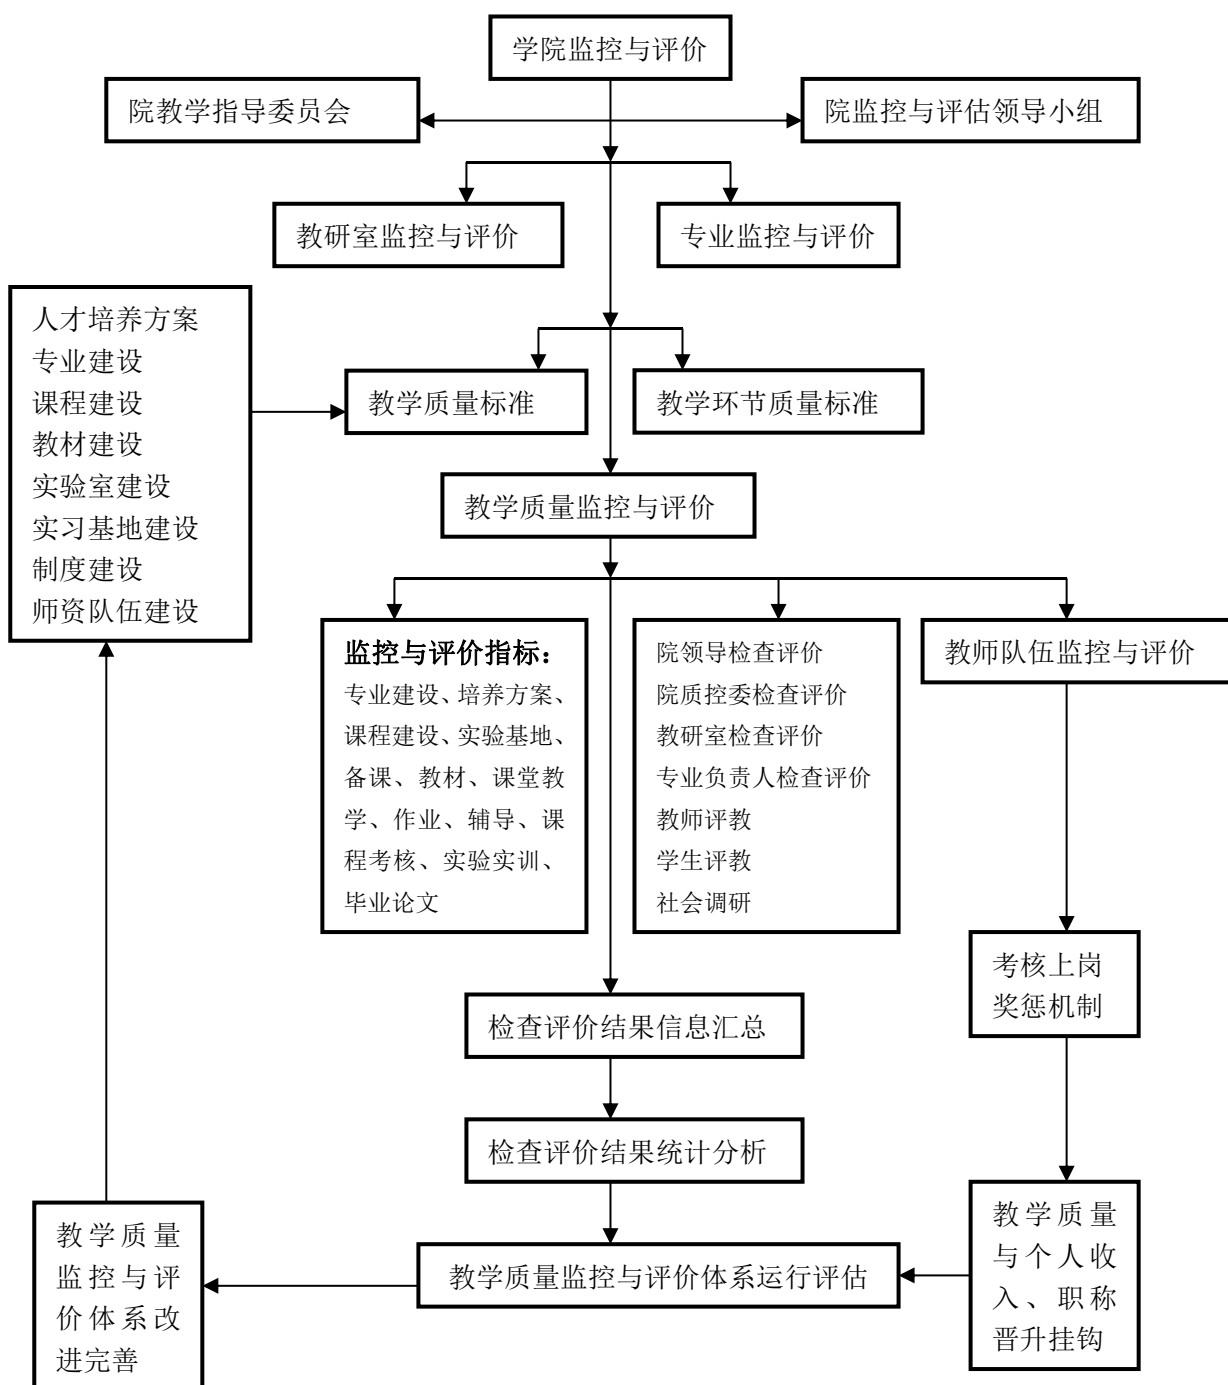 学院监控与评价
院教学指导委员会
院监控与评估领导小组
教研室监控与评价
专业监控与评价
人才培养方案
专业建设
课程建设
教材建设
实验室建设
实习基地建设
制度建设
师资队伍建设
教学质量标准
教学环节质量标准
教学质量监控与评价
监控与评价指标：
专业建设、培养方案、
课程建设、实验基地、
备课、教材、课堂教
学、作业、辅导、课
程考核、实验实训、
毕业论文
院领导检查评价
院质控委检查评价
教研室检查评价
专业负责人检查评价
教师评教
学生评教
社会调研
教师队伍监控与评价
考核上岗
奖惩机制
检查评价结果信息汇总
检查评价结果统计分析
教学质量
与个人收
入、职称
晋升挂钩
教学质量监控与评价体系运行评估
教学质量
监控与评
价体系改
进完善